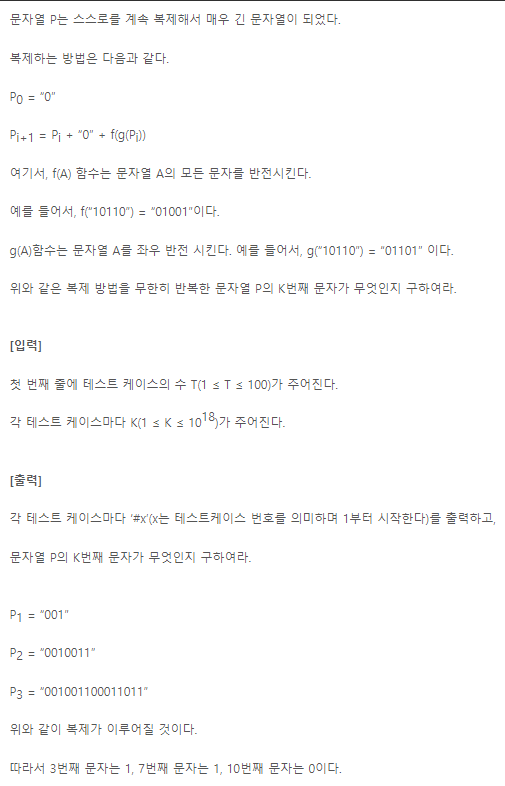 문자열 P는 스스로를 계속 복제해서 매우 긴 문자열이 되었다.
복제하는 방법은 다음과 같다.
P0 = "0"
Pi+1 = Pi + "0" + f(g(Pi))
여기서, f(A) 함수는 문자열 A의 모든 문자를 반전시킨다.
예를 들어서, f("10110") = "01001"이다.
g(A)함수는 문자열 A를 좌우 반전 시킨다. 예를 들어서, g("10110") = "01101" 이다.
위와 같은 복제 방법을 무한히 반복한 문자열 P의 K번째 문자가 무엇인지 구하여라.
[입력]
첫 번째 줄에 테스트 케이스의 수 T(1 ≤ T ≤ 100)가 주어진다.
각 테스트 케이스마다 K(1 ≤ K ≤ 10^18)가 주어진다.
[출력]
각 테스트 케이스마다 '#x'(x는 테스트케이스 번호를 의미하며 1부터 시작한다)를 출력하고,
문자열 P의 K번째 문자가 무엇인지 구하여라.
P1 = "001"
P2 = "0010011"
P3 = "001001100011011"
위와 같이 복제가 이루어질 것이다.
따라서 3번째 문자는 1, 7번째 문자는 1, 10번째 문자는 0이다.